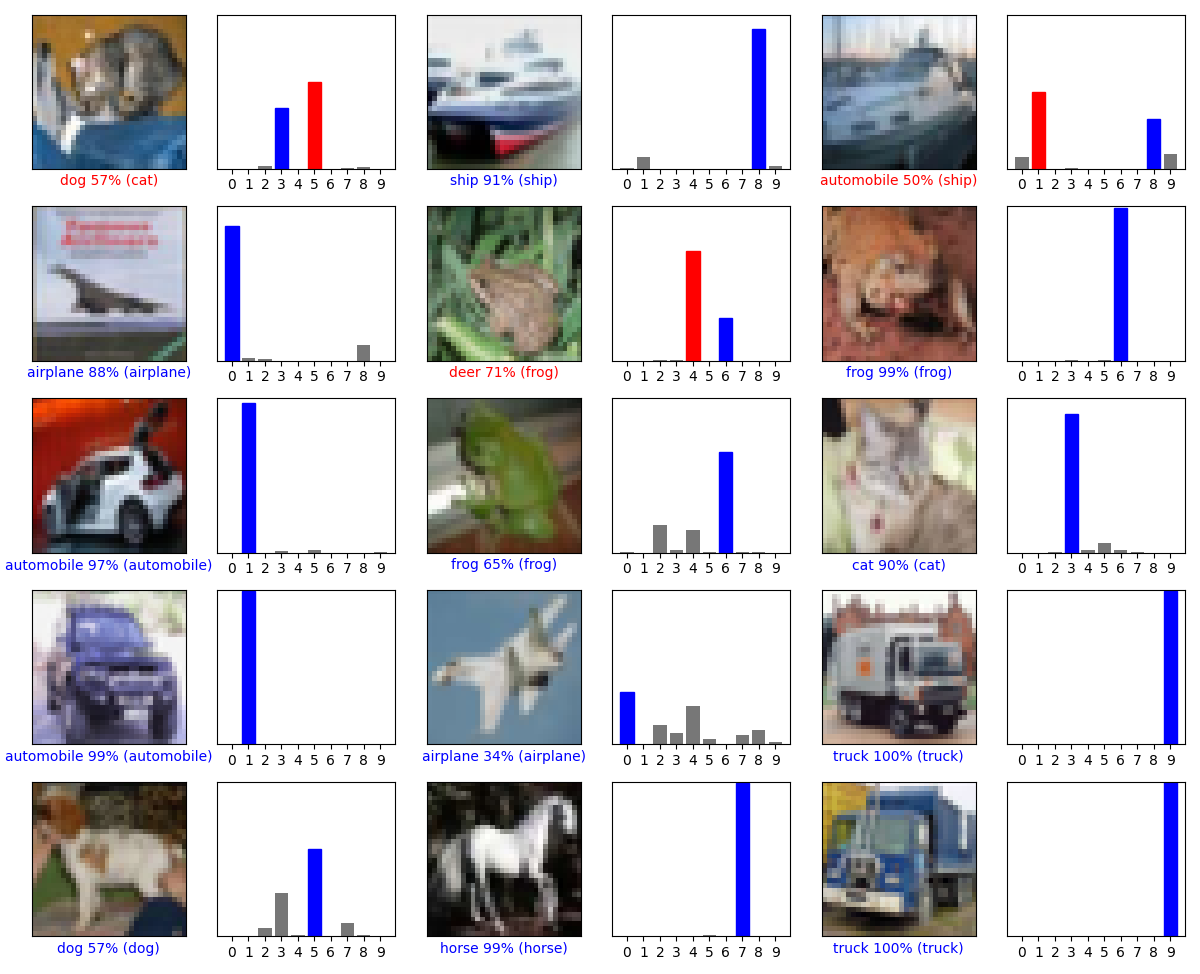 0 1 2 3 4 5 6 7 8 9 0 1 2 3 4 5 6 7 8 9 0 1 2 3 4 5 6 7 8 9
dog 57% (cat) ship 91% (ship) automobile 50% (ship)
0 1 2 3 4 5 6 7 8 9 0 1 2 3 4 5 6 7 8 9 0 1 2 3 4 5 6 7 8 9
airplane 88% (airplane) deer 71% (frog) frog 99% (frog)
0 1 2 3 4 5 6 7 8 9 0 1 2 3 4 5 6 7 8 9 0 1 2 3 4 5 6 7 8 9
automobile 97% (automobile) frog 65% (frog) cat 90% (cat)
0 1 2 3 4 5 6 7 8 9 0 1 2 3 4 5 6 7 8 9 0 1 2 3 4 5 6 7 8 9
automobile 99% (automobile) airplane 34% (airplane) truck 100% (truck)
0 1 2 3 4 5 6 7 8 9 0 1 2 3 4 5 6 7 8 9 0 1 2 3 4 5 6 7 8 9
dog 57% (dog) horse 99% (horse) truck 100% (truck)